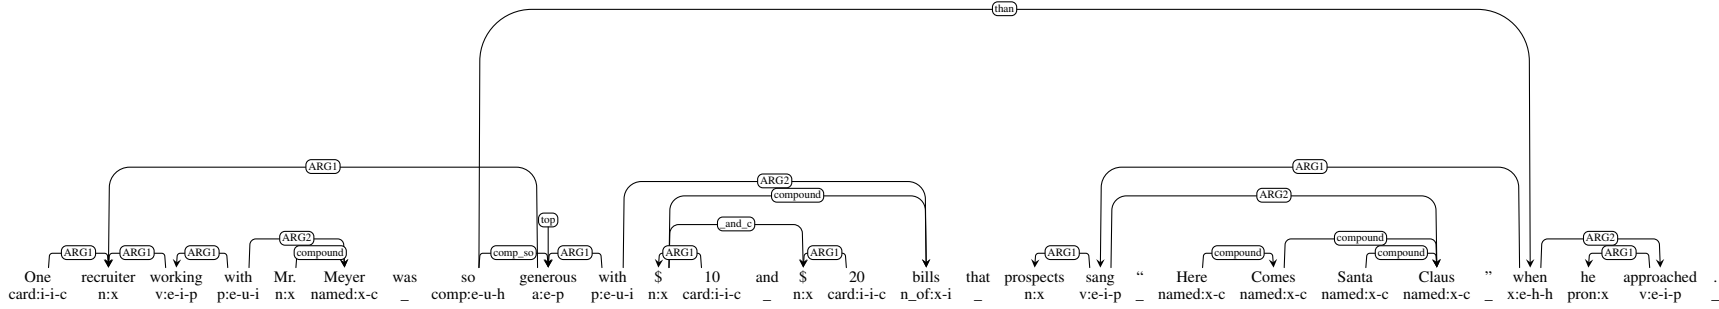 than
ARG1 ARG1
ARG2 compound ARG2
_and_c top
ARG2 compound ARG2
ARG1 ARG1 ARG1 compound comp_so ARG1 ARG1 ARG1 ARG1 compound compound ARG1
One recruiter working with Mr. Meyer was so generous with $ 10 and $ 20 bills that prospects sang “ Here Comes Santa Claus ” when he approached .
card:i-i-c n:x v:e-i-p p:e-u-i n:x named:x-c _ comp:e-u-h a:e-p p:e-u-i n:x card:i-i-c _ n:x card:i-i-c n_of:x-i _ n:x v:e-i-p _ named:x-c named:x-c named:x-c named:x-c _ x:e-h-h pron:x v:e-i-p _